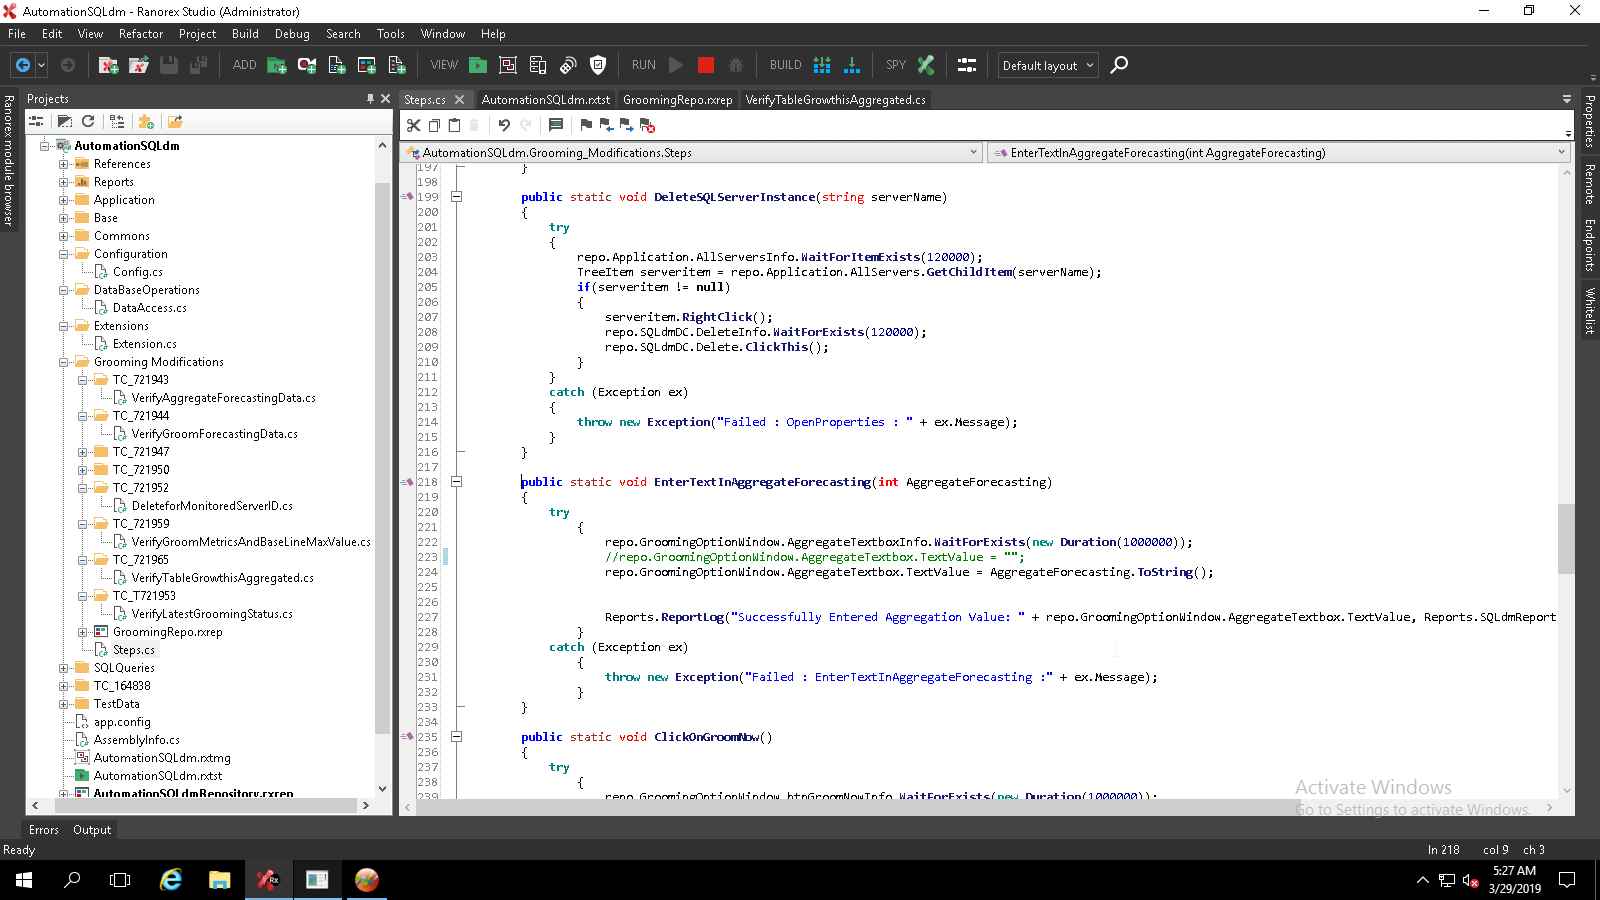 AutomationSQLdm - Ranorex Studio (Administrator)
File Edit View Refactor Project Build Debug Search Tools Window Help
ADD VIEW RUN BUILD SPY Default layout
Ranorex module browser
Projects
AutomationSQLdm
References
Reports
Application
Base
Commons
Configuration
Config.cs
DataBaseOperations
DataAccess.cs
Extensions
Extension.cs
Grooming Modifications
TC_721943
VerifyAggregateForecastingData.cs
TC_721944
VerifyGroomForecastingData.cs
TC_721947
TC_721950
TC_721952
DeleteforMonitoredServerID.cs
TC_721959
VerifyGroomMetricsAndBaseLineMaxValue.cs
TC_721965
VerifyTableGrowthisAggregated.cs
TC_T721953
VerifyLatestGroomingStatus.cs
GroomingRepo.rxrep
Steps.cs
SQLQueries
TC_164838
TestData
app.config
AssemblyInfo.cs
AutomationSQLdm.rxtmg
AutomationSQLdm.rxtst
AutomationSQLdmRepository.rxrep
Steps.cs AutomationSQLdm.rxtst GroomingRepo.rxrep VerifyTableGrowthisAggregated.cs
AutomationSQLdm.Grooming_Modifications.Steps EnterTextInAggregateForecasting(int AggregateForecasting)
197 }
198
199 public static void DeleteSQLServerInstance(string serverName)
200 {
201 try
202 {
203 repo.Application.AllServersInfo.WaitForItemExists(120000);
204 TreeItem serveritem = repo.Application.AllServers.GetChildItem(serverName);
205 if(serveritem != null)
206 {
207 serveritem.RightClick();
208 repo.SQLdmDC.DeleteInfo.WaitForExists(120000);
209 repo.SQLdmDC.Delete.ClickThis();
210 }
211 }
212 catch (Exception ex)
213 {
214 throw new Exception("Failed : OpenProperties : " + ex.Message);
215 }
216 }
217
218 public static void EnterTextInAggregateForecasting(int AggregateForecasting)
219 {
220 try
221 {
222 repo.GroomingOptionWindow.AggregateTextboxInfo.WaitForExists(new Duration(1000000));
223 //repo.GroomingOptionWindow.AggregateTextbox.TextValue = "";
224 repo.GroomingOptionWindow.AggregateTextbox.TextValue = AggregateForecasting.ToString();
225
226
227 Reports.ReportLog("Successfully Entered Aggregation Value: " + repo.GroomingOptionWindow.AggregateTextbox.TextValue, Reports.SQLdmReport
228 }
229 catch (Exception ex)
230 {
231 throw new Exception("Failed : EnterTextInAggregateForecasting :" + ex.Message);
232 }
233 }
234
235 public static void ClickOnGroomNow()
236 {
237 try
238 {
239 repo.GroomingOptionWindow.btnGroomNowInfo.WaitForExists(new Duration(1000000));
Properties
Remote Endpoints
Whitelist
Activate Windows
Go to Settings to activate Windows.
Errors Output
Ready
ln 218 col 9 ch 3
Rx
5:27 AM
3/29/2019